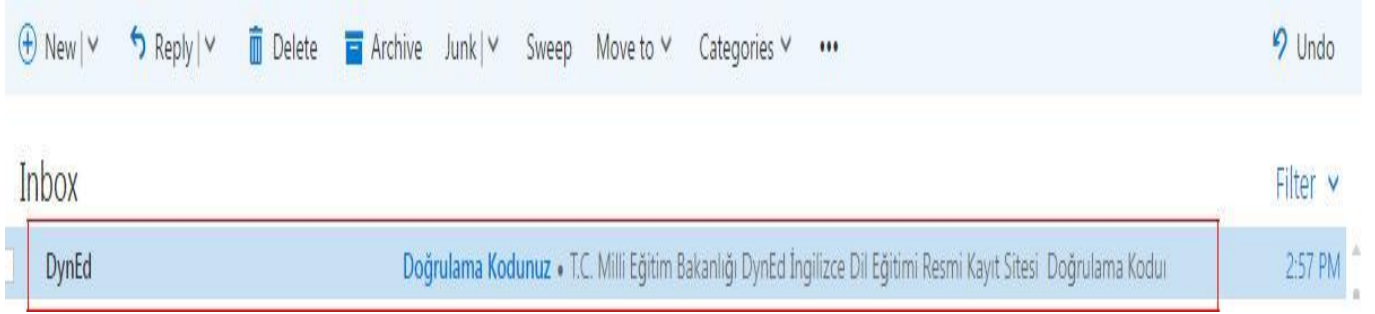 New Reply Delete Archive Junk Sweep Move to Categories ••• Undo
Inbox Filter
DynEd Doğrulama Kodunuz • T.C. Milli Eğitim Bakanlığı DynEd İngilizce Dil Eğitimi Resmi Kayıt Sitesi Doğrulama 2:57 PM